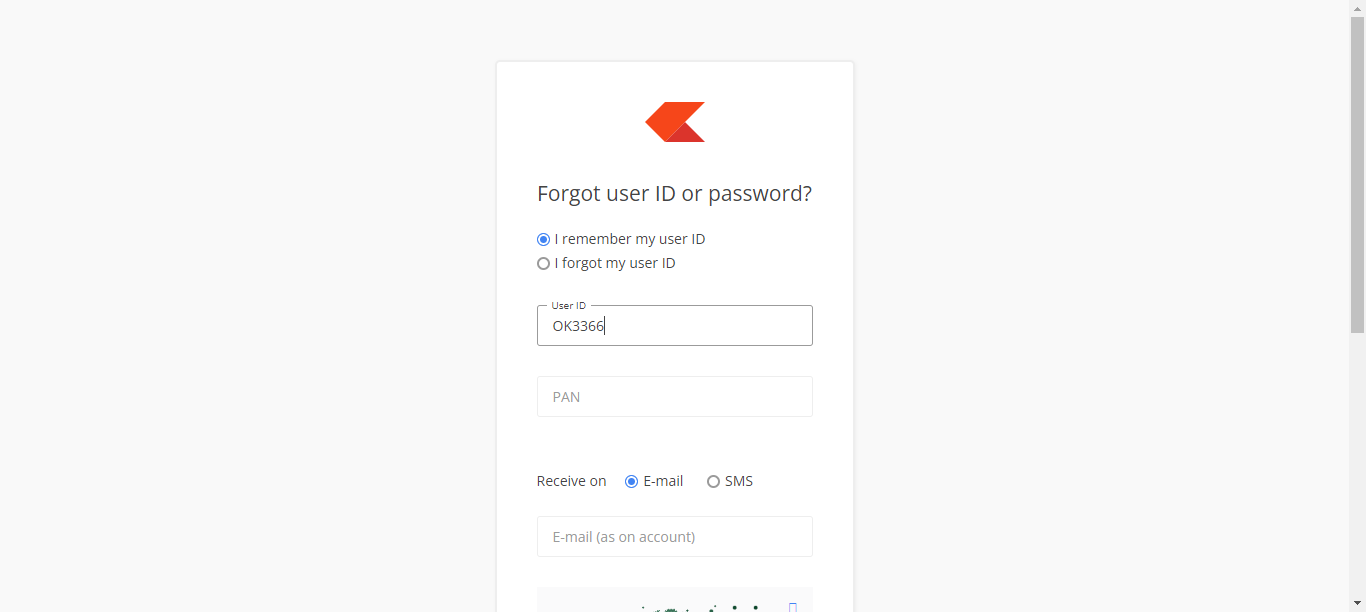 Forgot user ID or password?
I remember my user ID
I forgot my user ID
User ID
OK3366
PAN
Receive on E-mail SMS
E-mail (as on account)